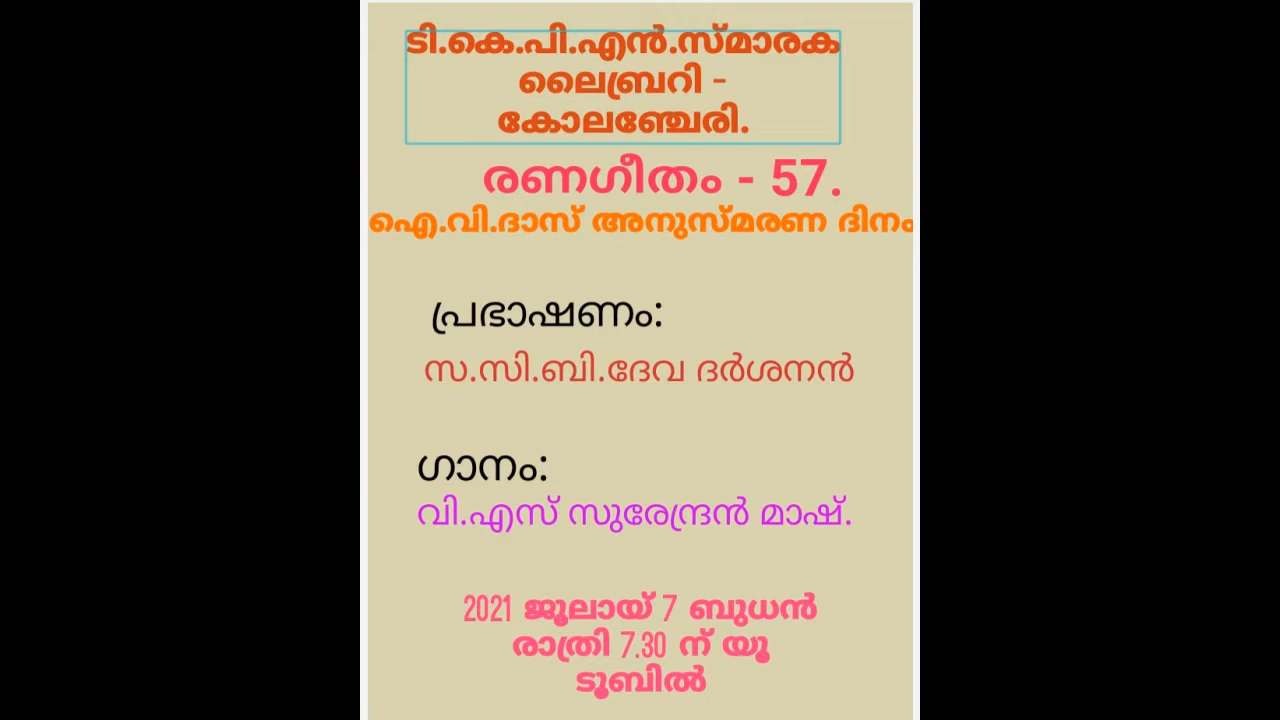 ടി.കെ.പി.എൻ.സ്മാരക
ലൈബ്രറി -
കോലഞ്ചേരി.
രണഗീതം - 57.
ഐ.വി.ദാസ് അനുസ്മരണ ദിനം
പ്രഭാഷണം:
സ.സി.ബി.ദേവ ദർശനൻ
ഗാനം:
വി.എസ് സുരേന്ദ്രൻ മാഷ്.
2021 ജൂലായ് 7 ബുധൻ
രാത്രി 7.30 ന് യൂ
ടൂബിൽ